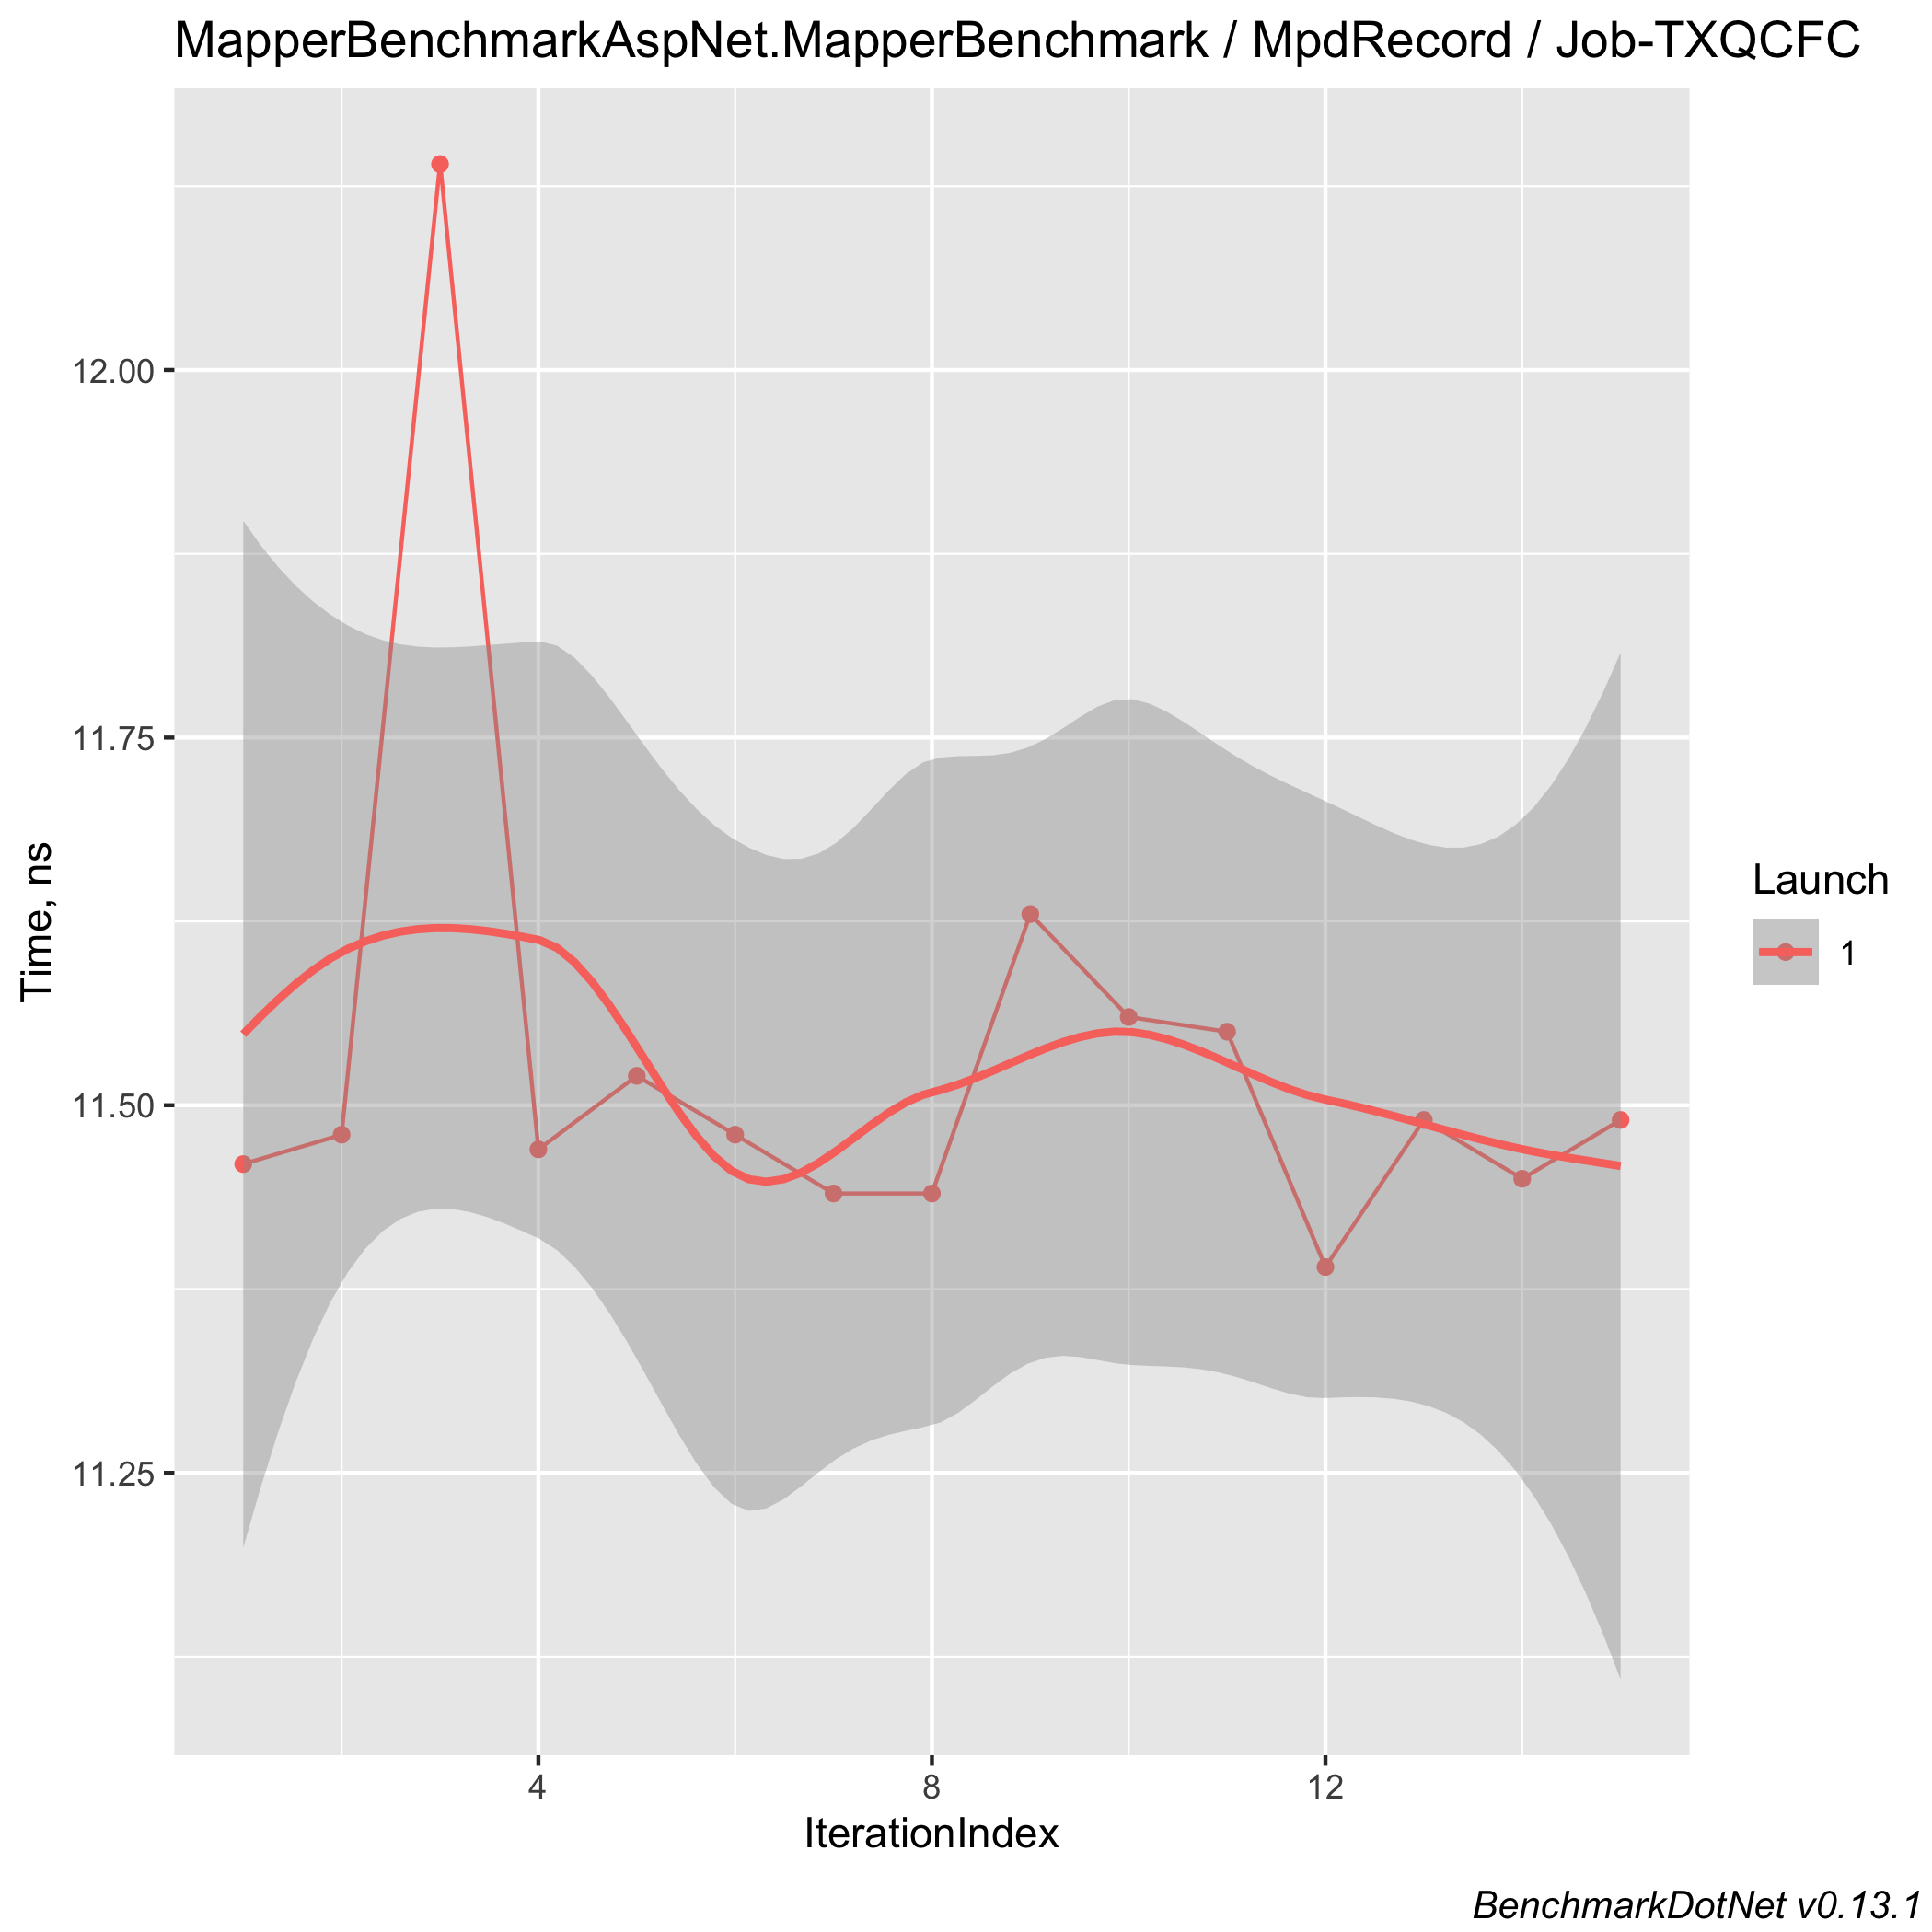 MapperBenchmarkAspNet.MapperBenchmark / MpdRecord / Job-TXQCFC
12.00
11.75
11.50
11.25
Time, ns
4
8
12
IterationIndex
Launch
1
BenchmarkDotNet v0.13.1